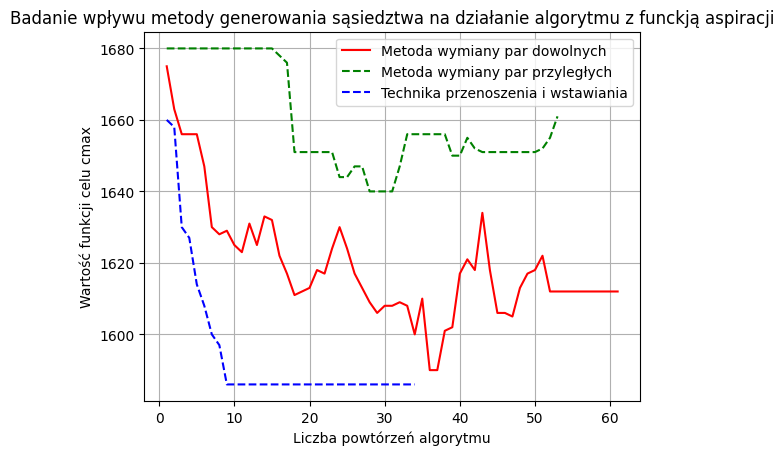 Badanie wpływu metody generowania sąsiedztwa na działanie algorytmu z funckją aspiracji
Metoda wymiany par dowolnych
Metoda wymiany par przyległych
Technika przenoszenia i wstawiania
Wartość funkcji celu cmax
1680
1660
1640
1620
1600
0 10 20 30 40 50 60
Liczba powtórzeń algorytmu